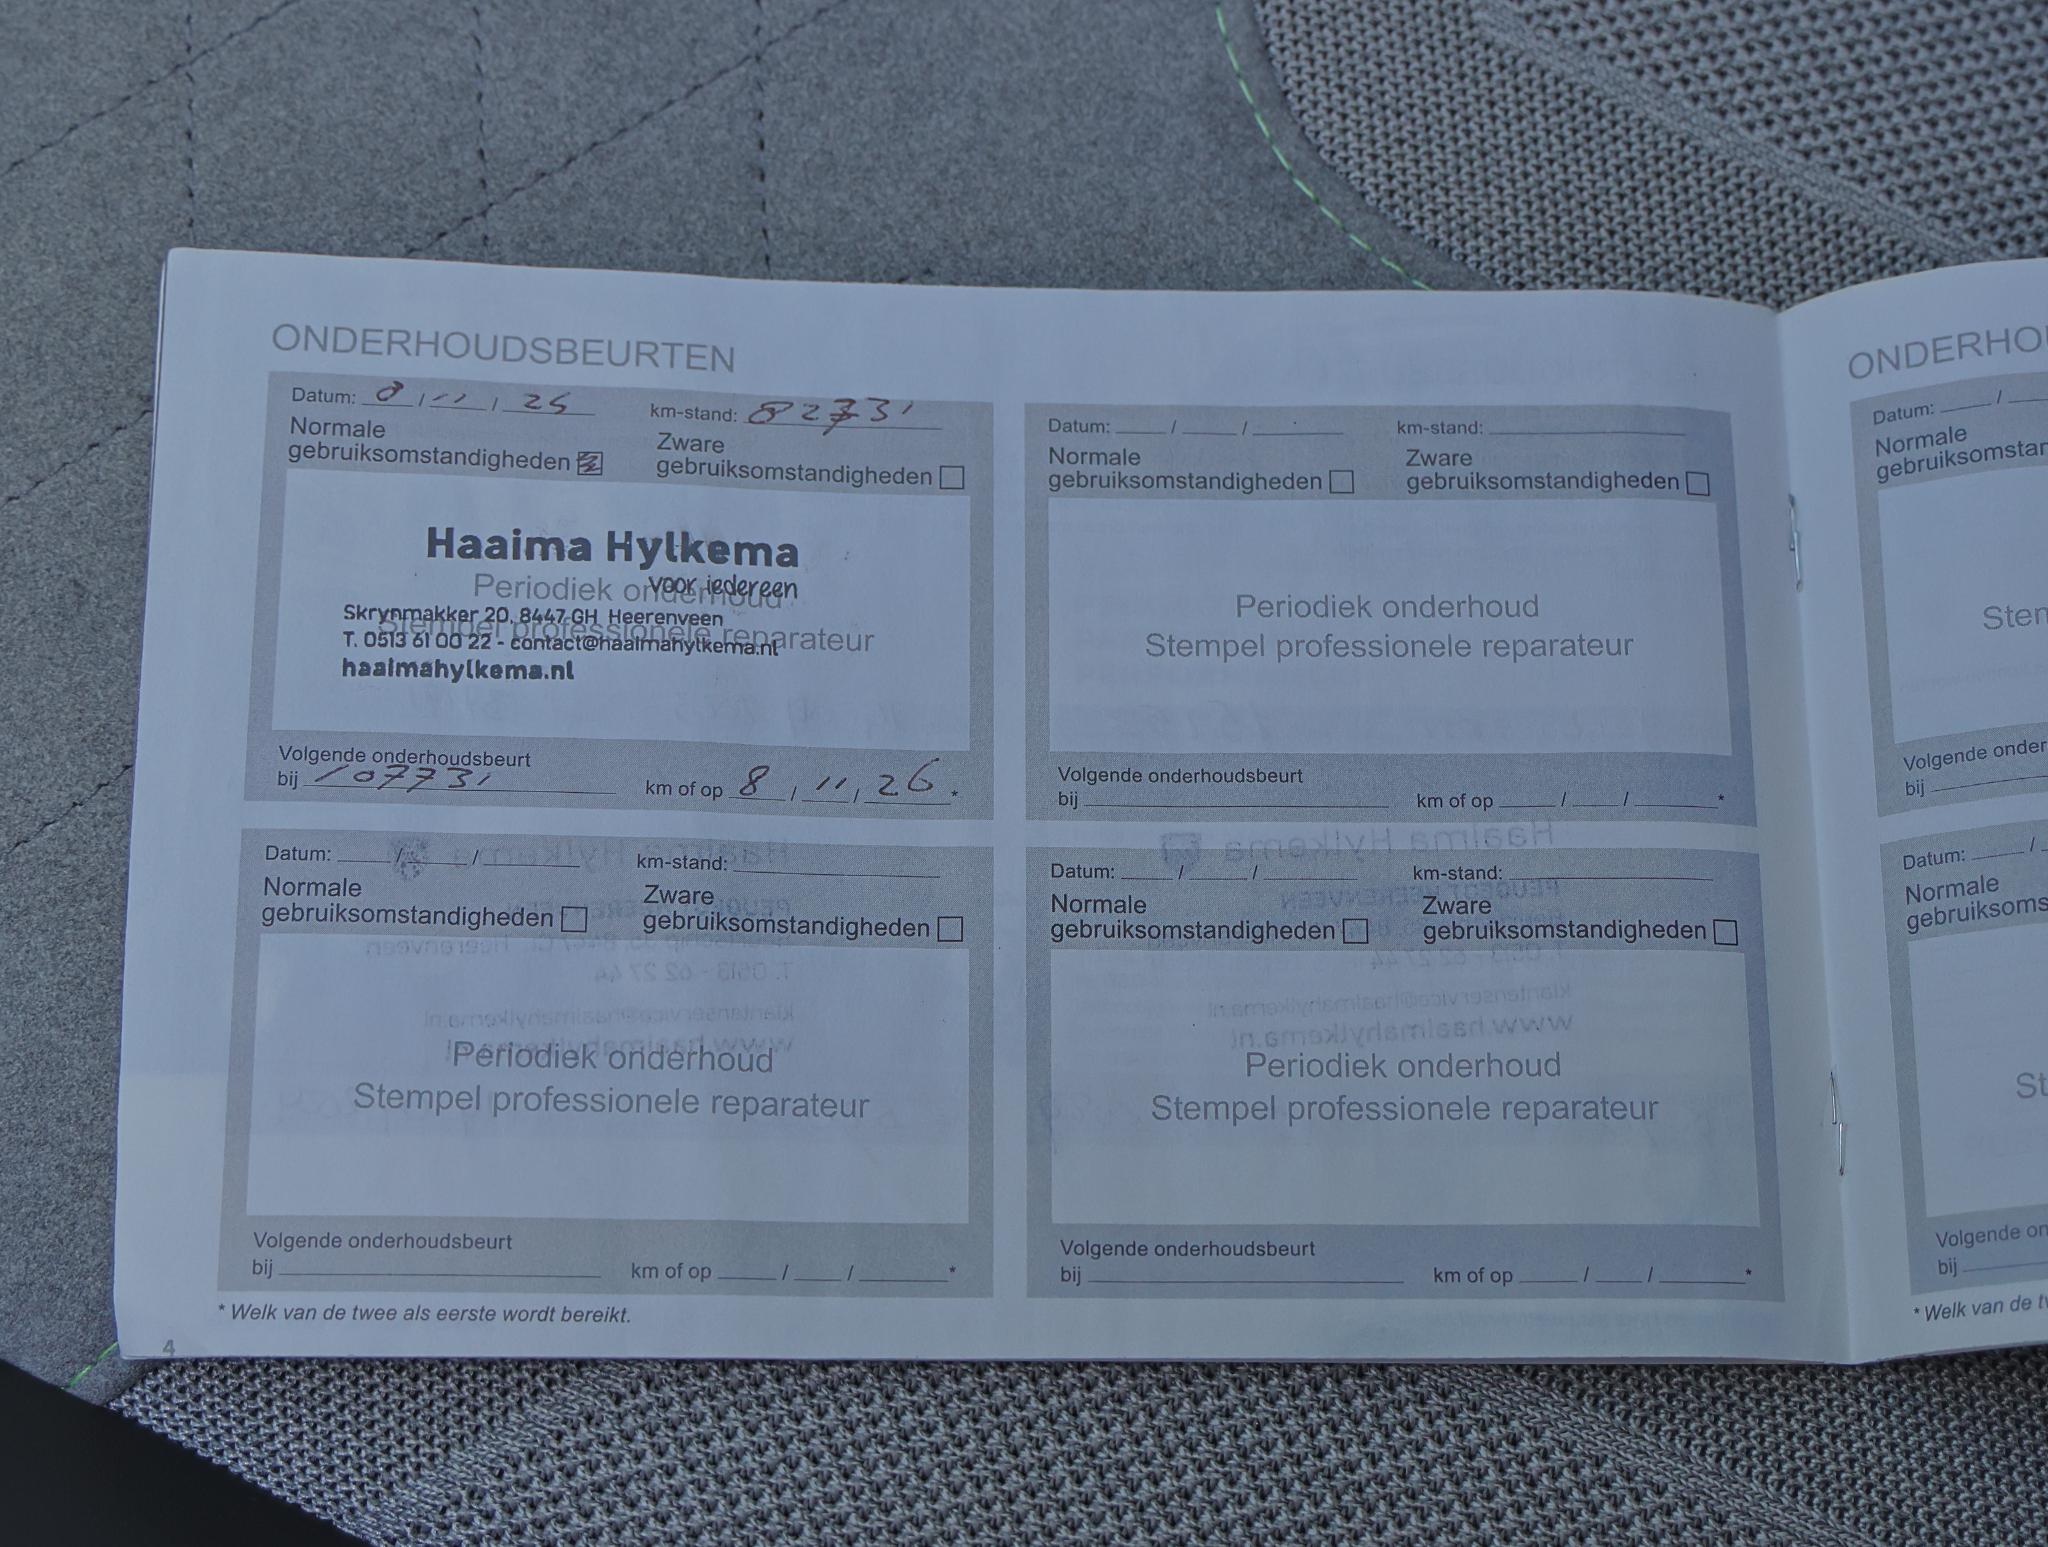 ONDERHOUDSBEURTEN
Datum: 8 / 11 / 25 km-stand: 82731
Normale gebruiksomstandigheden
Zware gebruiksomstandigheden
Haaima Hylkema
voor iedereen
Periodiek onderhoud
Skrynmakker 20, 8447 GH Heerenveen
Stempel professionele reparateur
T. 0513 61 00 22 - contact@haaimahylkema.nl
haaimahylkema.nl
Volgende onderhoudsbeurt
bij 107731 km of op 8 / 11 / 26 *
Datum: / / km-stand:
Normale gebruiksomstandigheden
Zware gebruiksomstandigheden
Periodiek onderhoud
Stempel professionele reparateur
Volgende onderhoudsbeurt
bij km of op / / *
Datum: / / km-stand:
Normale gebruiksomstandigheden
Zware gebruiksomstandigheden
Periodiek onderhoud
Stempel professionele reparateur
Volgende onderhoudsbeurt
bij km of op / / *
Datum: / / km-stand:
Normale gebruiksomstandigheden
Zware gebruiksomstandigheden
Periodiek onderhoud
Stempel professionele reparateur
Volgende onderhoudsbeurt
bij km of op / / *
* Welk van de twee als eerste wordt bereikt.
4
ONDERHOU
Datum: /
Normale
gebruiksomstan
Sten
Volgende onder
bij
Datum: /
Normale
gebruiksoms
St
Volgende on
bij
* Welk van de tw